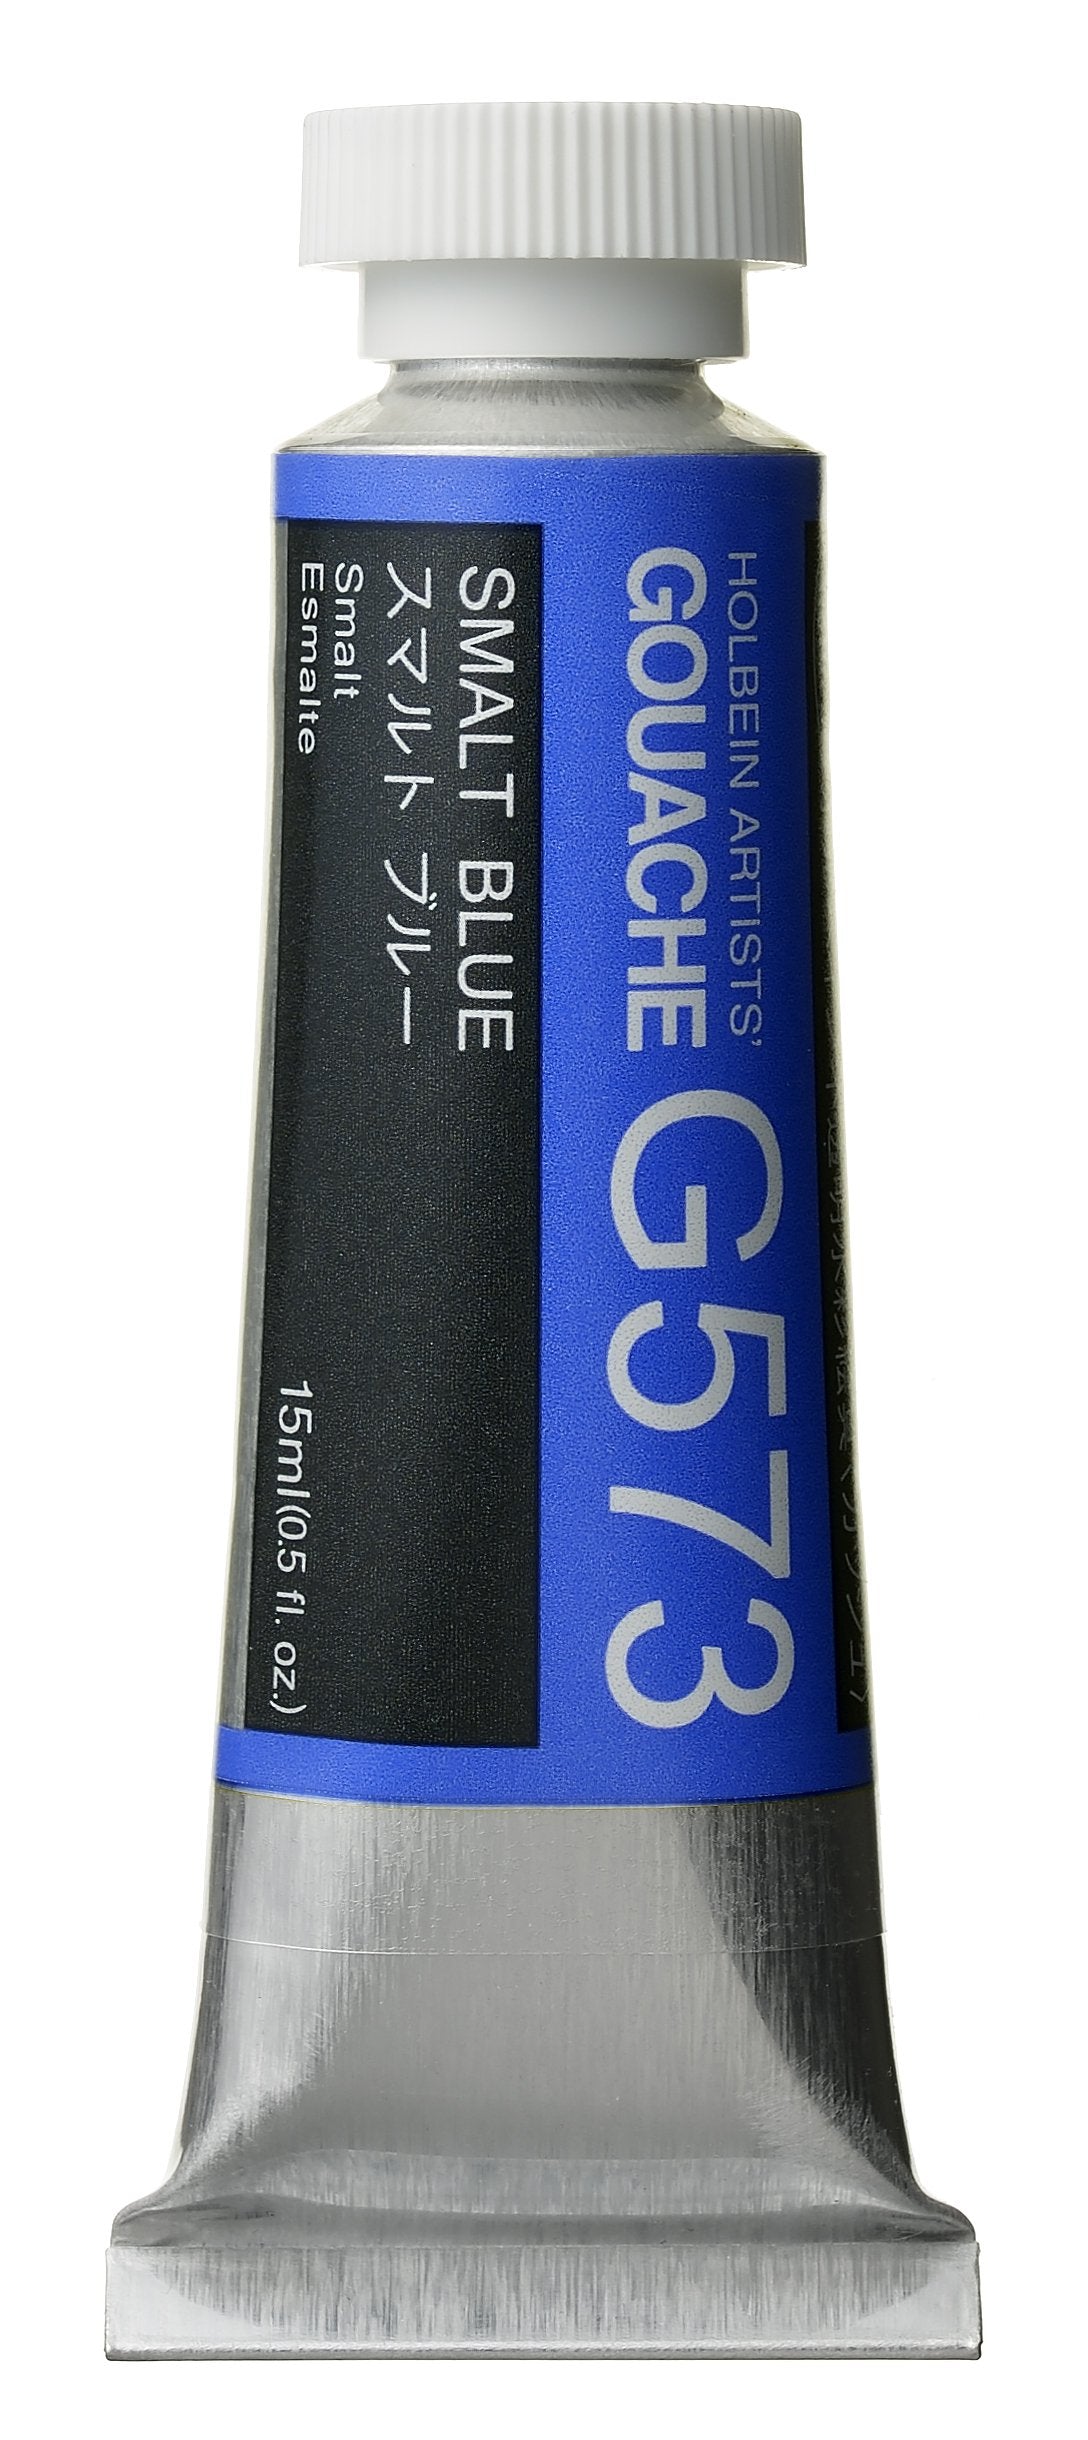 HOLBEIN ARTISTS'
GOUACHE G573
SMALT BLUE
スマルト ブルー
Smalt
Esmalte
15ml(0.5 fl. oz.)